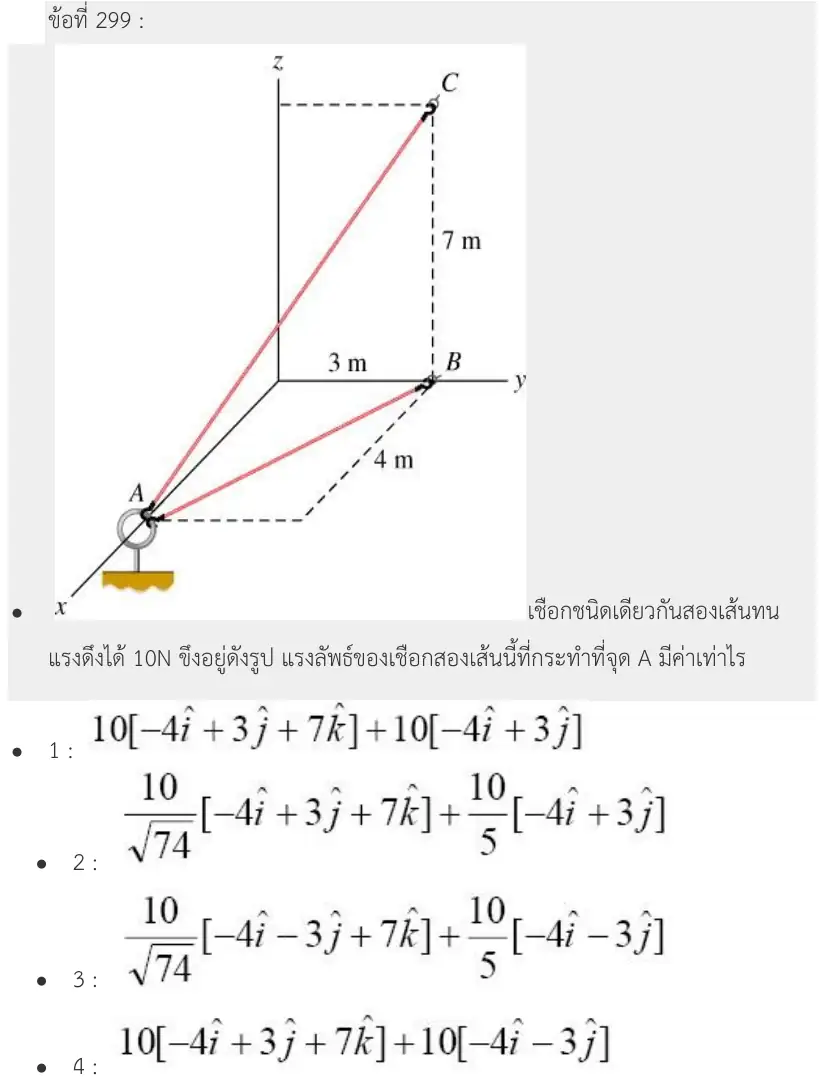 ข้อที่ 299 :
z
C
7 m
3 m
B
y
4 m
A
x
เชือกชนิดเดียวกันสองเส้นทน
แรงดึงได้ 10N ขึงอยู่ดังรูป แรงลัพธ์ของเชือกสองเส้นนี้ที่กระทำที่จุด A มีค่าเท่าไร
1 : 10[-4î + 3ĵ + 7k̂] + 10[-4î + 3ĵ]
2 : 10/√74 [-4î + 3ĵ + 7k̂] + 10/5 [-4î + 3ĵ]
3 : 10/√74 [-4î - 3ĵ + 7k̂] + 10/5 [-4î - 3ĵ]
4 : 10[-4î + 3ĵ + 7k̂] + 10[-4î - 3ĵ]